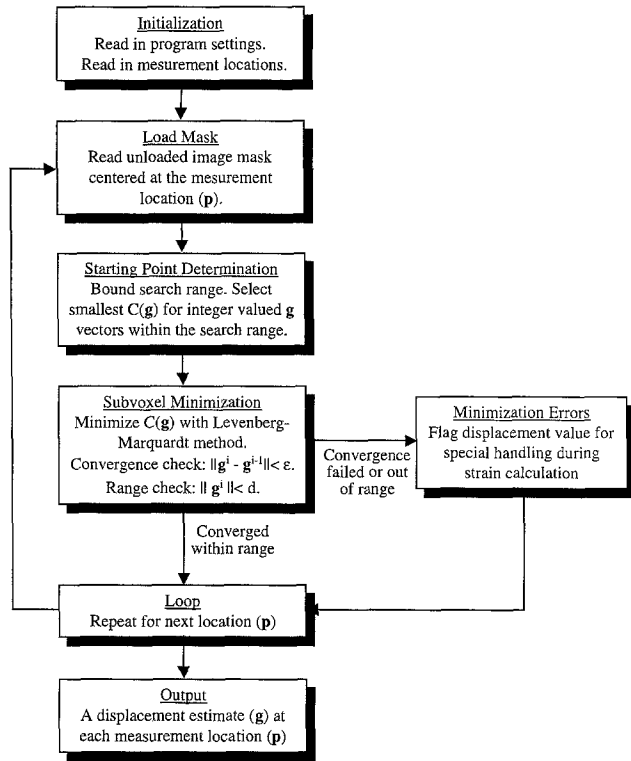 Initialization
Read in program settings.
Read in mesurement locations.
Load Mask
Read unloaded image mask
centered at the mesurement
location (p).
Starting Point Determination
Bound search range. Select
smallest C(g) for integer valued g
vectors within the search range.
Subvoxel Minimization
Minimize C(g) with Levenberg-
Marquardt method.
Convergence check: ||gⁱ - gⁱ⁻¹||< ε.
Range check: || gⁱ ||< d.
Convergence
failed or out
of range
Minimization Errors
Flag displacement value for
special handling during
strain calculation
Converged
within range
Loop
Repeat for next location (p)
Output
A displacement estimate (g) at
each measurement location (p)